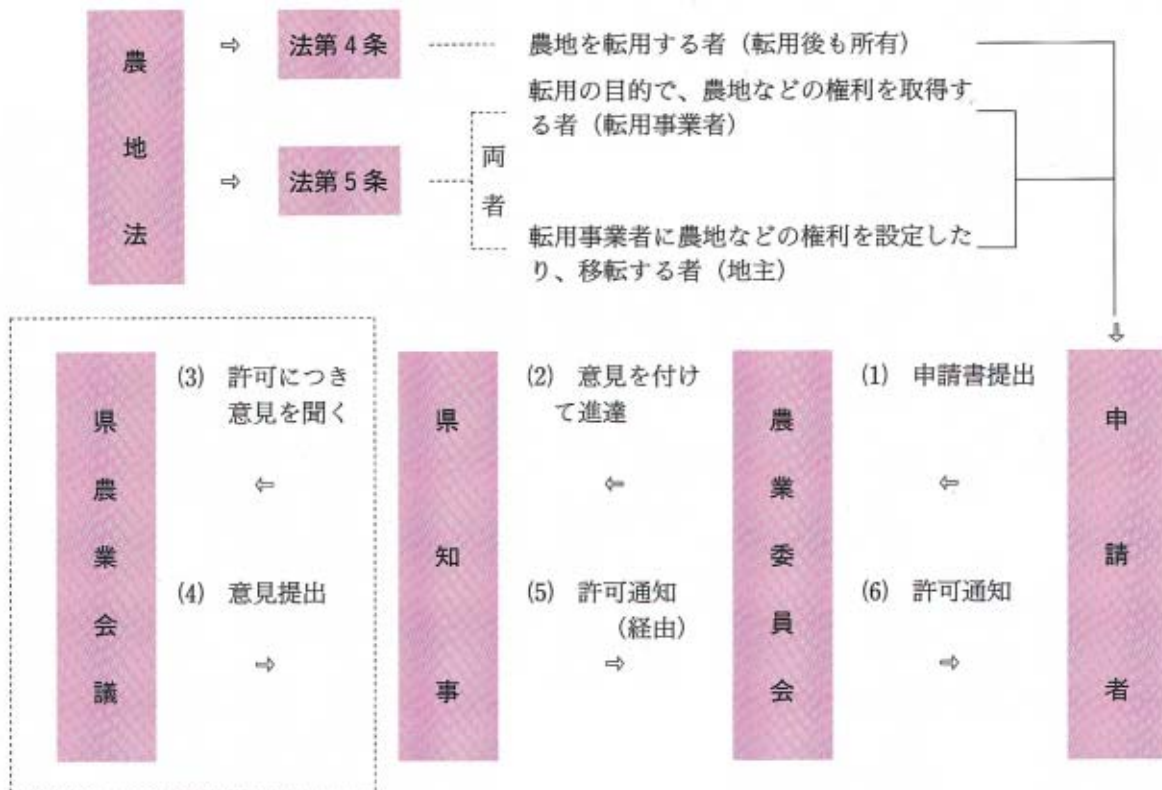 農地法
⇨
法第4条
農地を転用する者（転用後も所有）
転用の目的で、農地などの権利を取得す
る者（転用事業者）
⇨
法第5条
両者
転用事業者に農地などの権利を設定した
り、移転する者（地主）
⇩
申請者
(1) 申請書提出
⇦
農業委員会
(2) 意見を付け
て進達
⇦
県知事
(3) 許可につき
意見を聞く
⇦
県農業会議
(4) 意見提出
⇨
(5) 許可通知
（経由）
⇨
(6) 許可通知
⇨